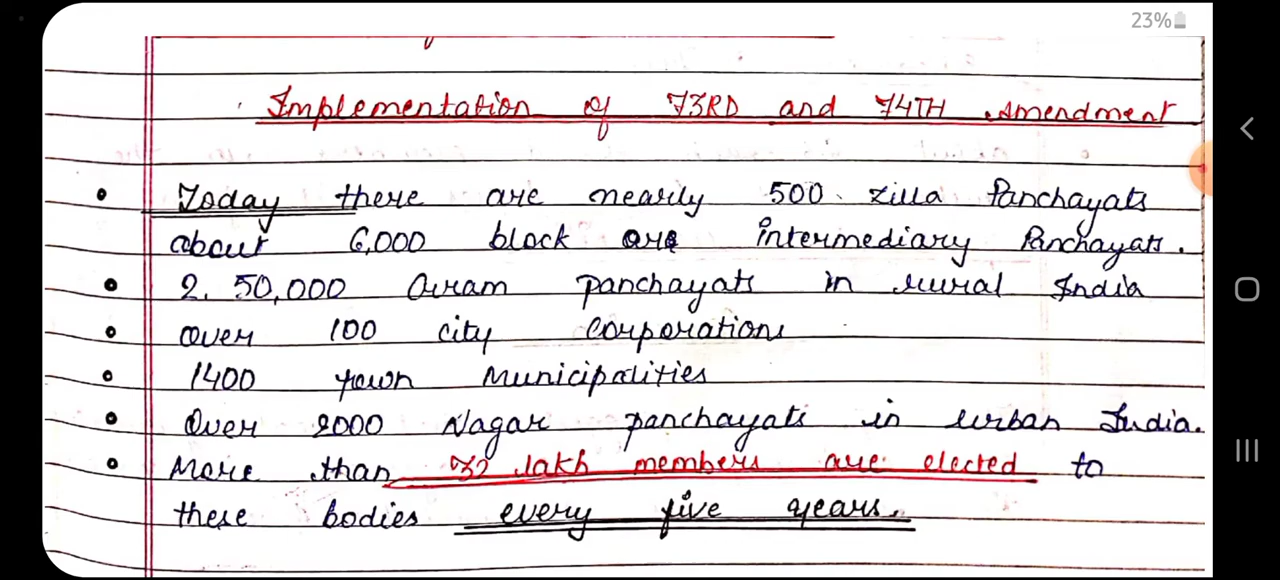 23%
Implementation of 73RD and 74TH Amendment
Today there are nearly 500 Zilla Panchayats
about 6,000 block are intermediary Panchayats.
2,50,000 Gram panchayats in rural India
over 100 city corporations
1400 town Municipalities
Over 2000 Nagar panchayats in urban India.
More than 32 lakh members are elected to
these bodies every five years.